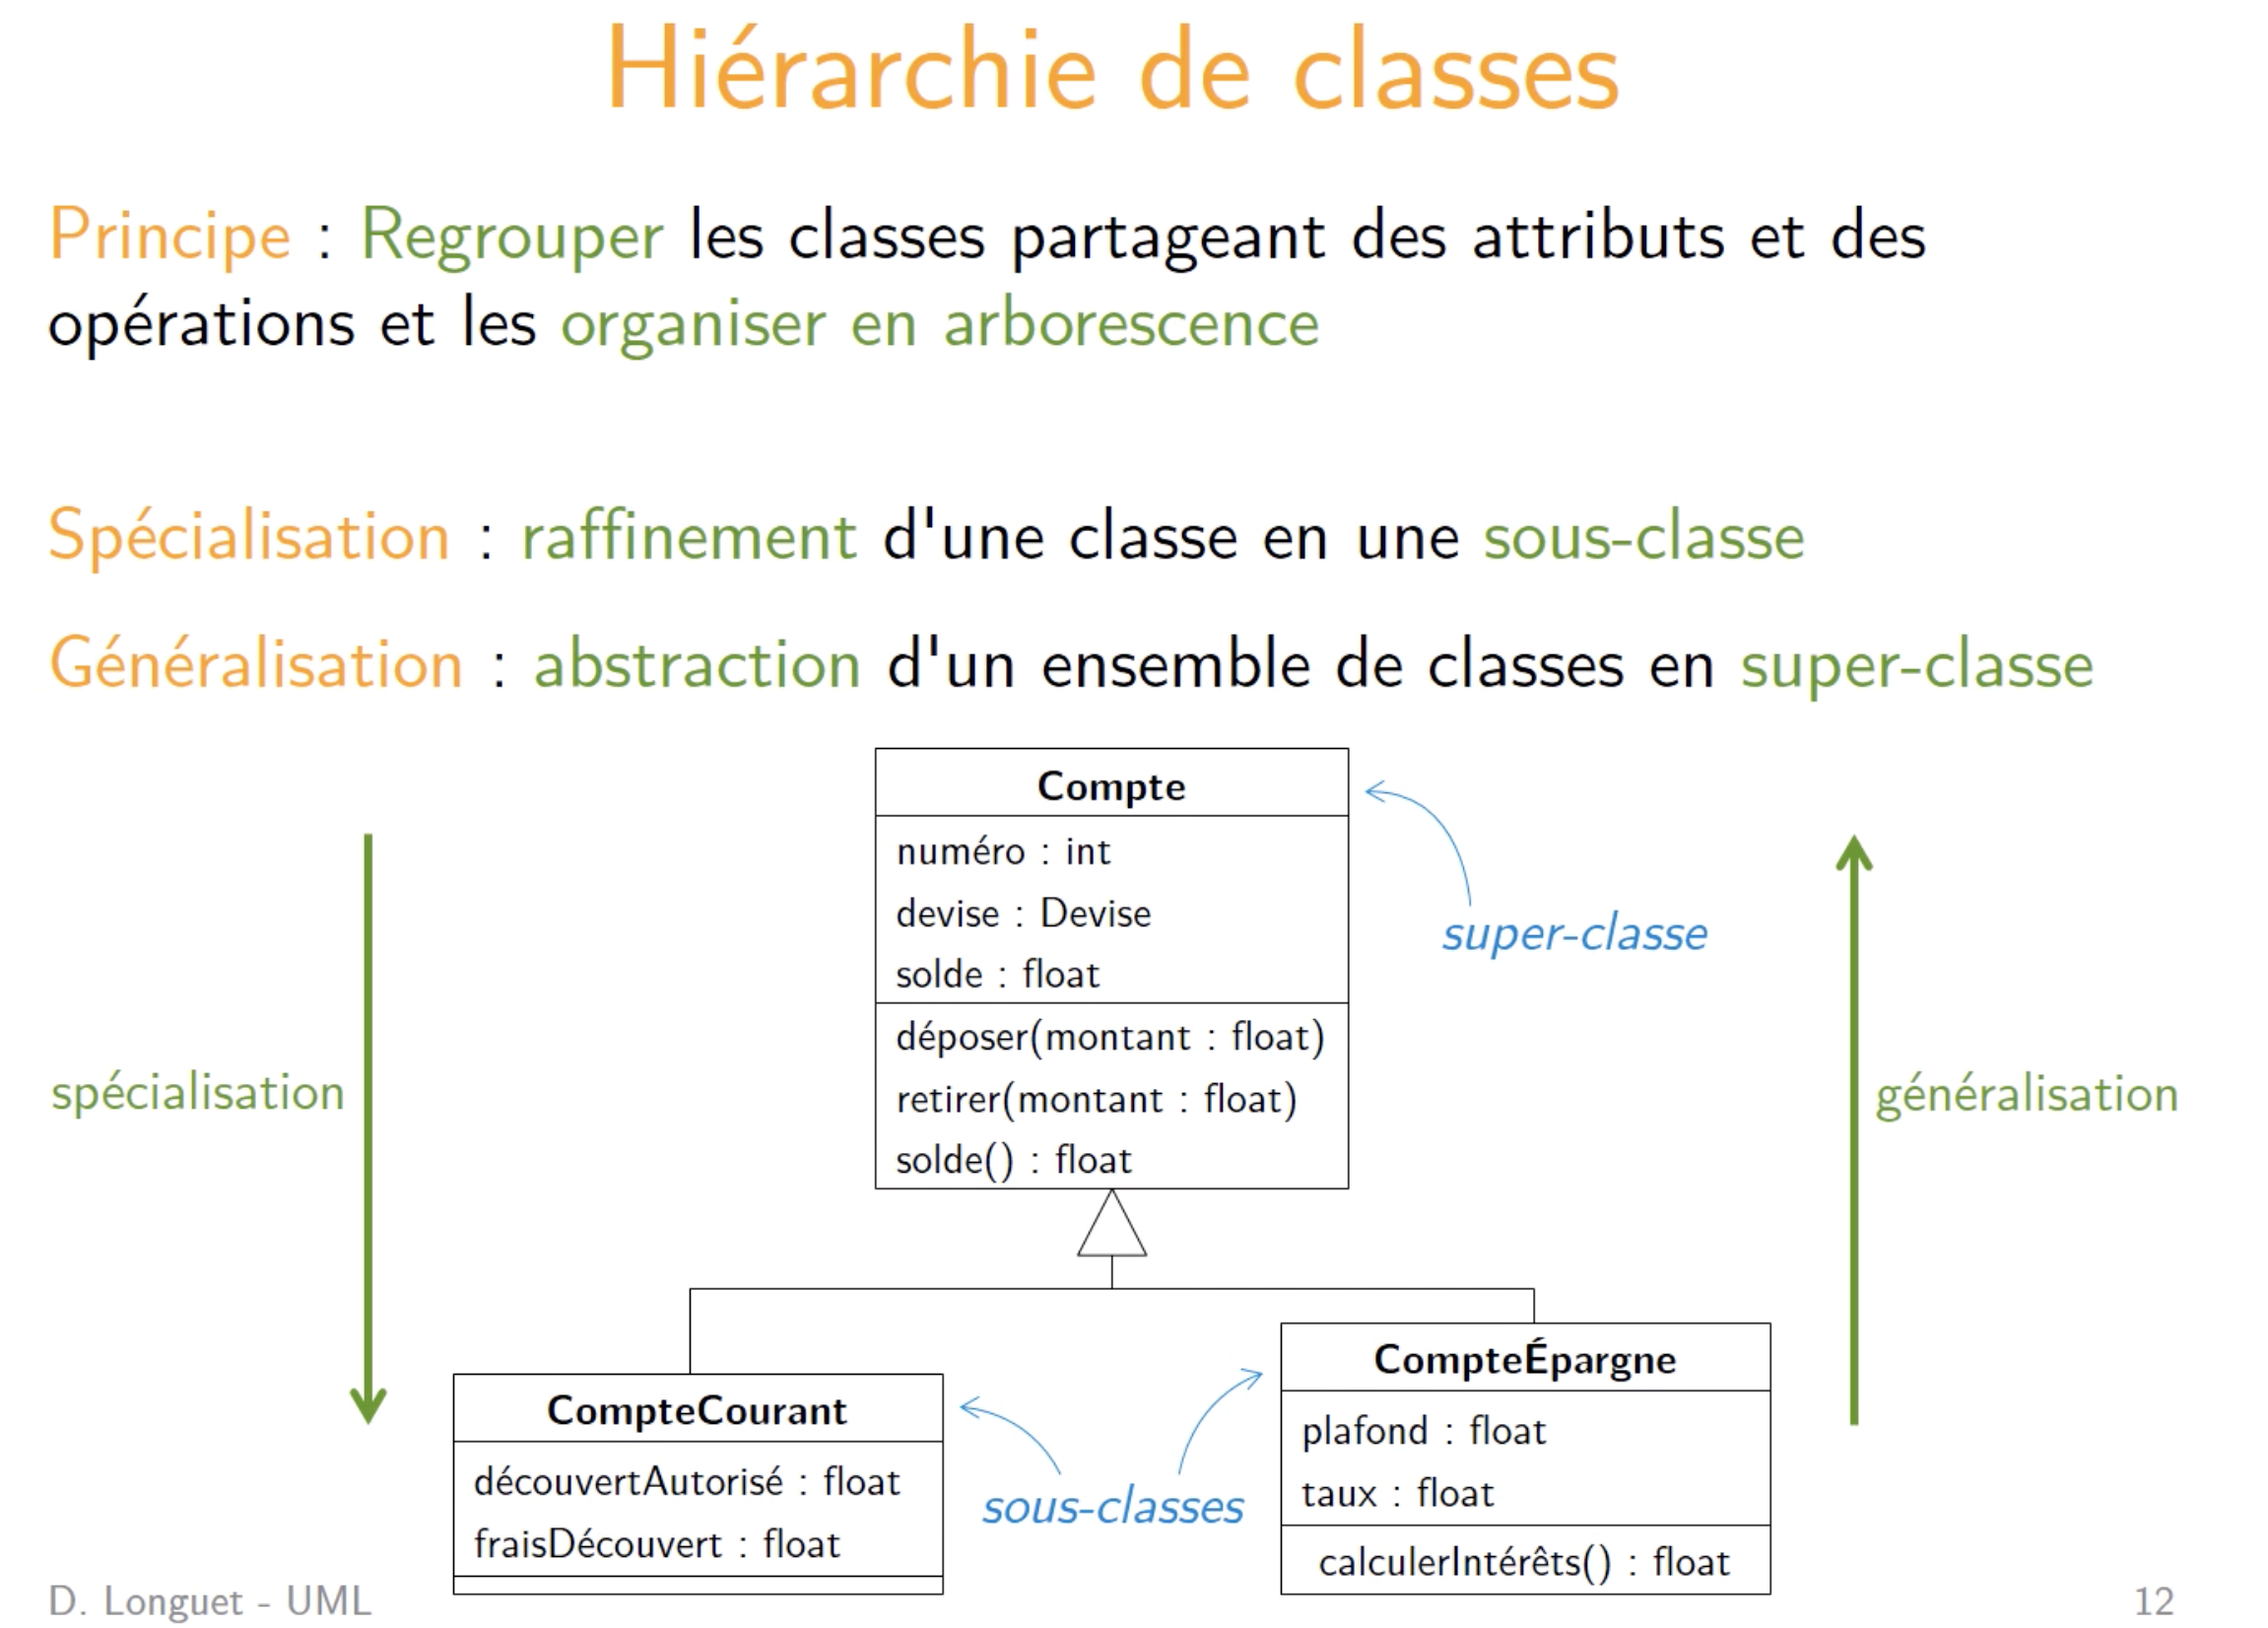 Hiérarchie de classes
Principe : Regrouper les classes partageant des attributs et des
opérations et les organiser en arborescence
Spécialisation : raffinement d'une classe en une sous-classe
Généralisation : abstraction d'un ensemble de classes en super-classe
Compte
numéro : int
devise : Devise
solde : float
déposer(montant : float)
retirer(montant : float)
solde() : float
super-classe
spécialisation
généralisation
CompteCourant
découvertAutorisé : float
fraisDécouvert : float
sous-classes
CompteÉpargne
plafond : float
taux : float
calculerIntérêts() : float
D. Longuet - UML
12